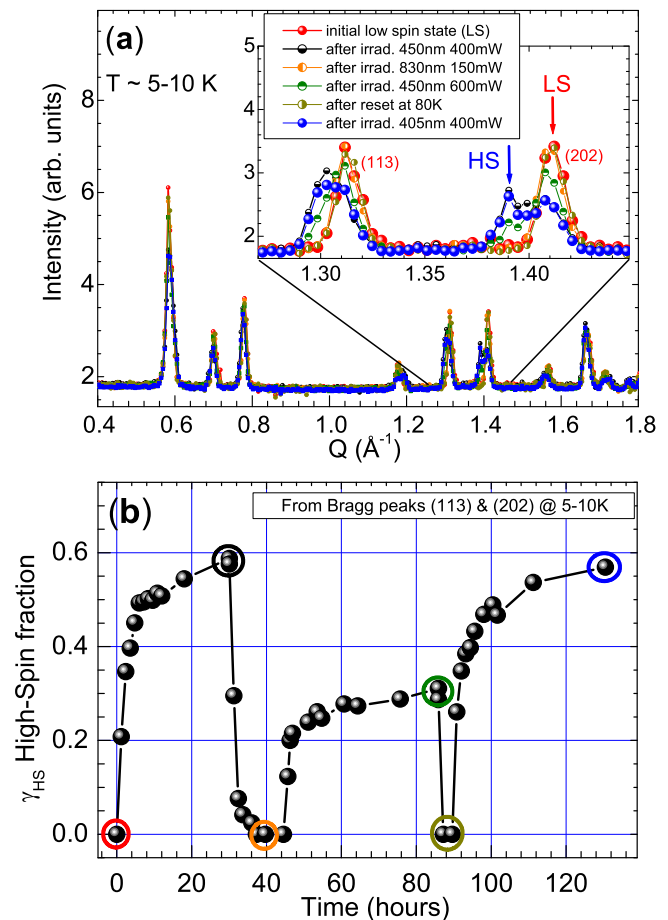 (a)
T ~ 5-10 K
initial low spin state (LS)
after irrad. 450nm 400mW
after irrad. 830nm 150mW
after irrad. 450nm 600mW
after reset at 80K
after irrad. 405nm 400mW
5
4
3
2
LS
HS
(113)
(202)
1.30
1.35
1.40
Intensity (arb. units)
8
6
4
2
0.4
0.6
0.8
1.0
1.2
1.4
1.6
1.8
Q (Å⁻¹)
(b)
From Bragg peaks (113) & (202) @ 5-10K
γHS High-Spin fraction
0.6
0.4
0.2
0.0
0
20
40
60
80
100
120
Time (hours)